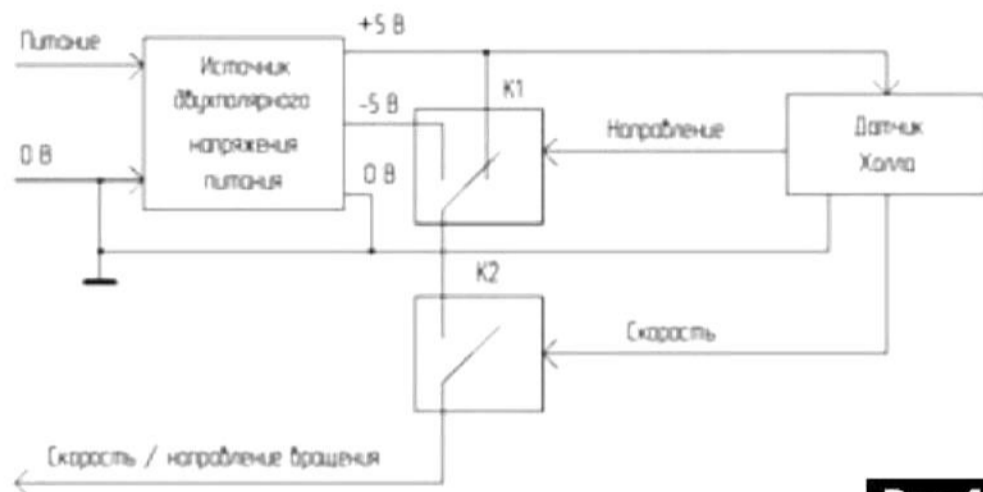 Питание
+5 В
Источник
двухполярного
напряжения
питания
-5 В
К1
Направление
Датчик
Холла
0 В
0 В
К2
Скорость
Скорость / направление вращения